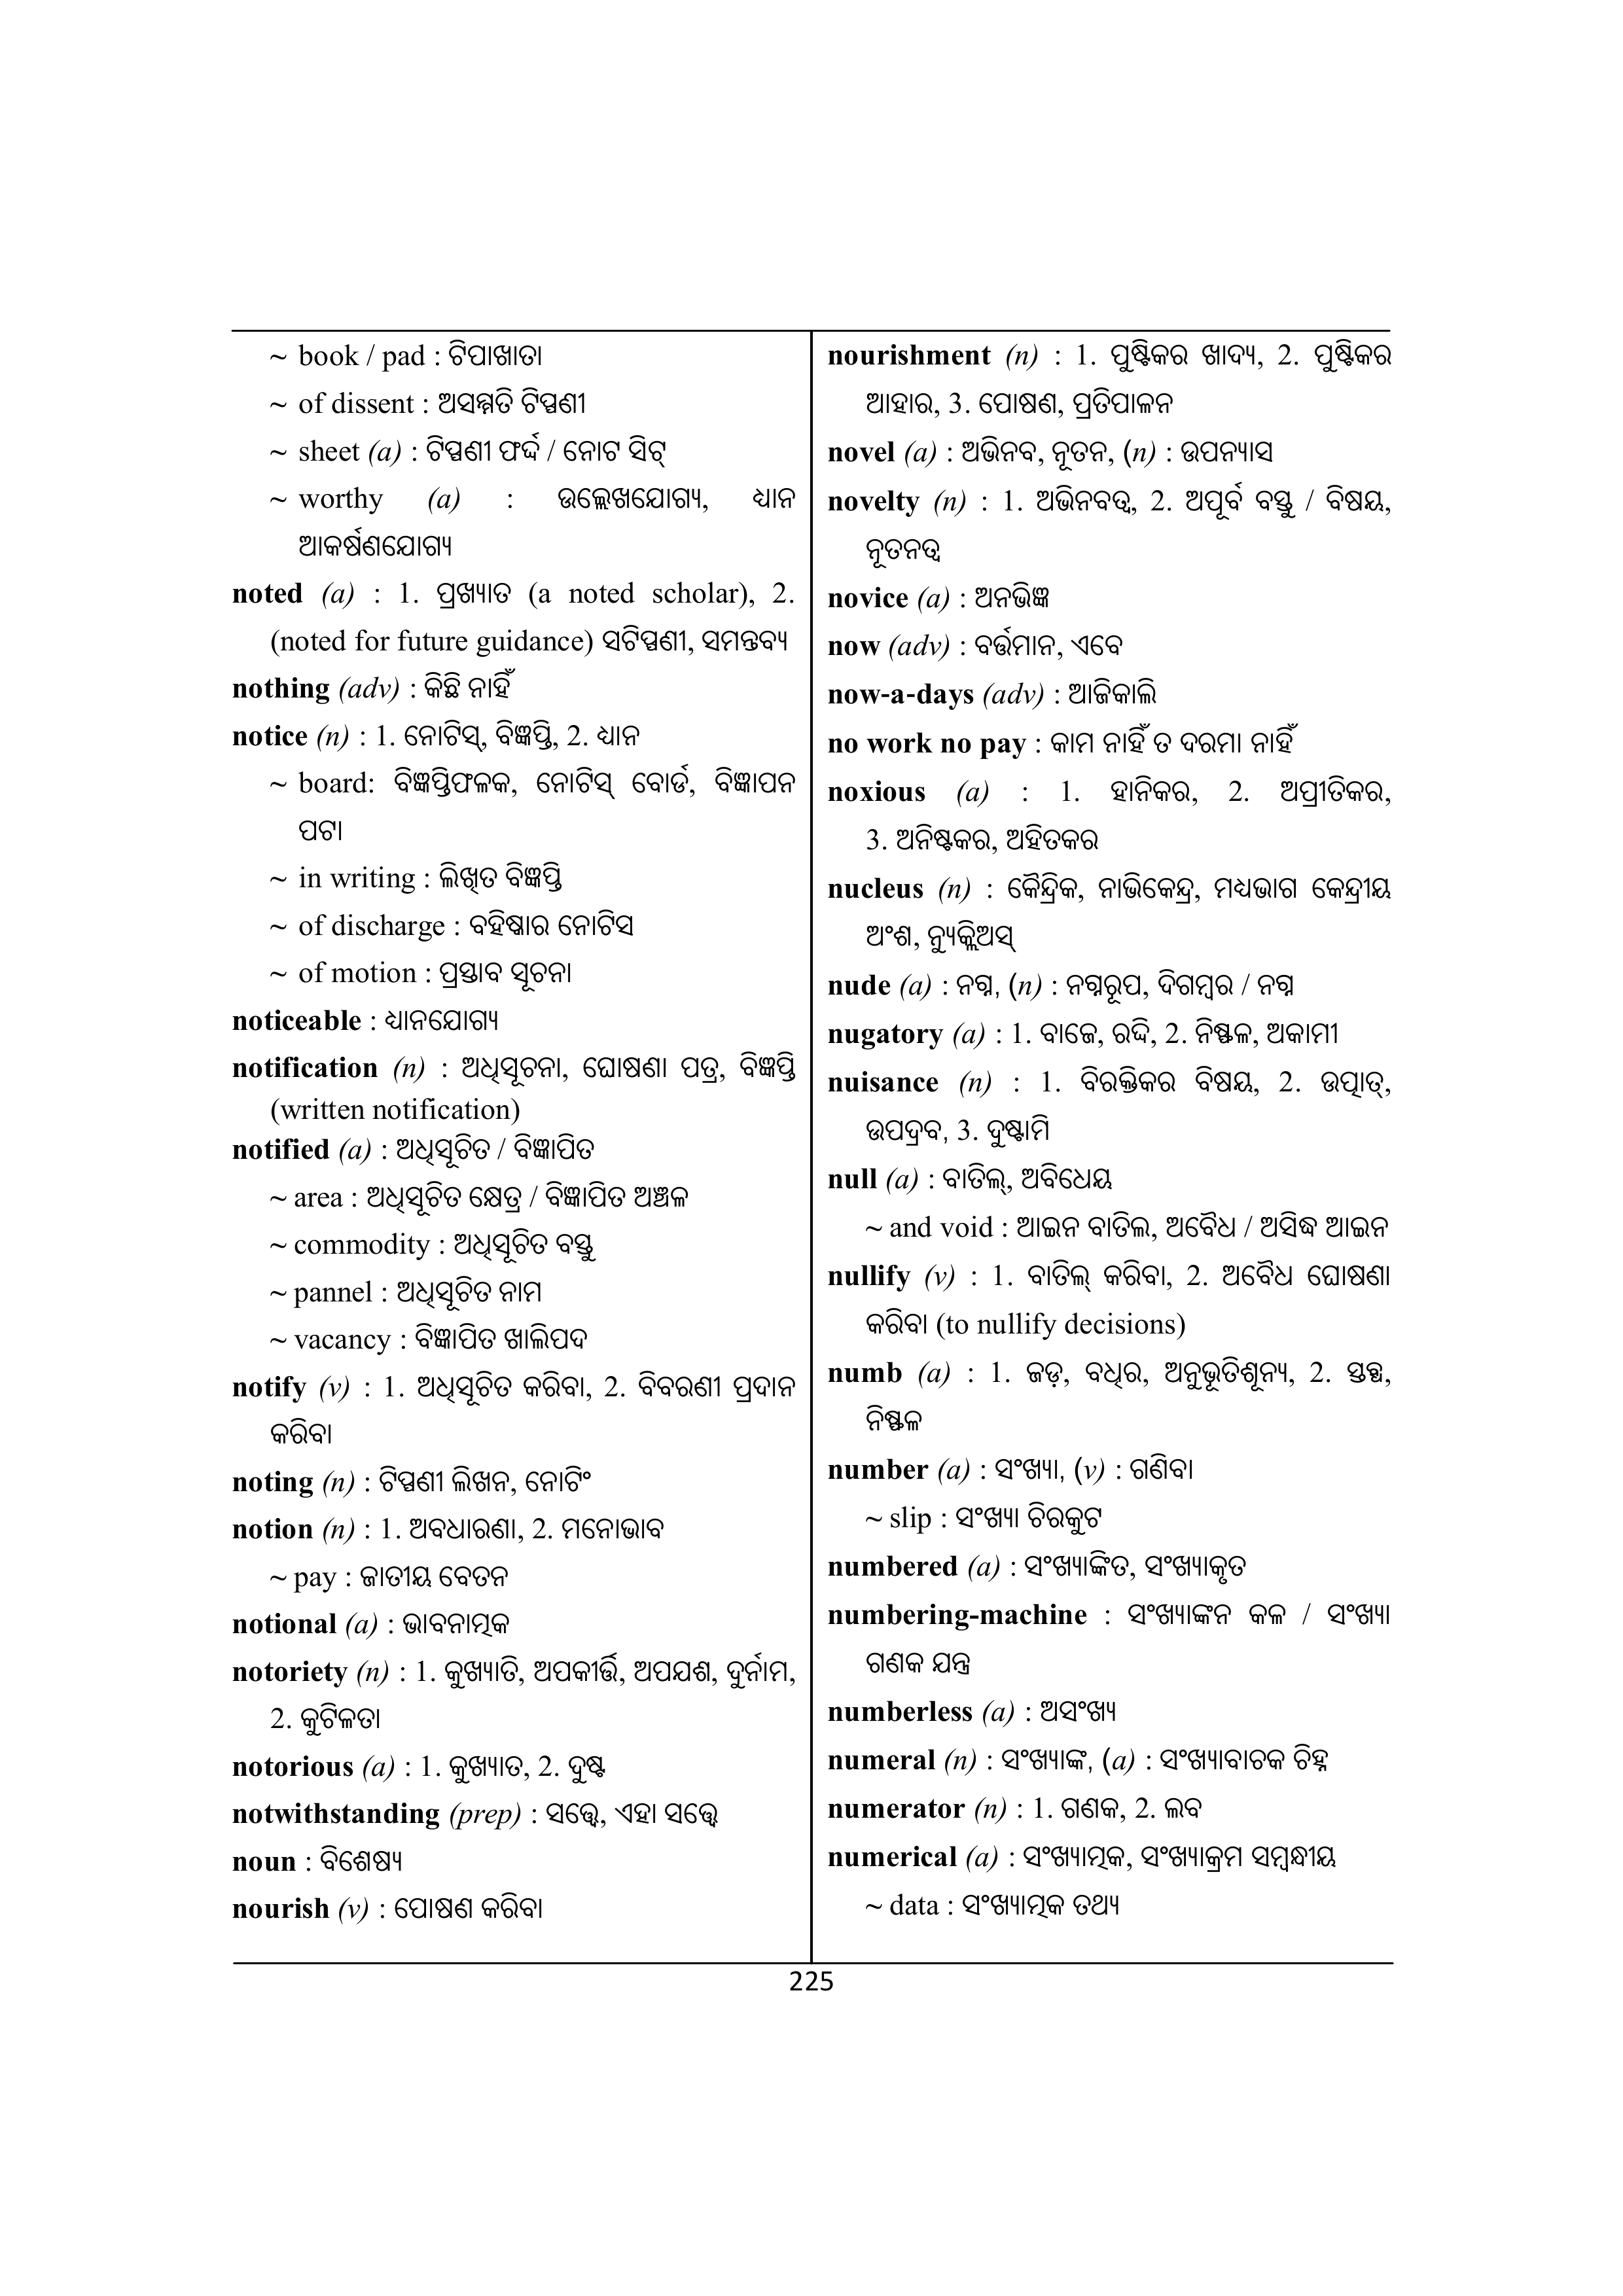 ~ book / pad : ଟିପାଖାତା
~ of dissent : ଅସମ୍ମତି ଟିପ୍ପଣୀ
~ sheet (a) : ଟିପ୍ପଣୀ ଫର୍ଦ୍ଦ / ନୋଟ ସିଟ୍
~ worthy (a) : ଉଲ୍ଲେଖଯୋଗ୍ୟ, ଧ୍ୟାନ
ଆକର୍ଷଣଯୋଗ୍ୟ
noted (a) : 1. ପ୍ରଖ୍ୟାତ (a noted scholar), 2.
(noted for future guidance) ସଟିପ୍ପଣୀ, ସମନ୍ତବ୍ୟ
nothing (adv) : କିଛି ନାହିଁ
notice (n) : 1. ନୋଟିସ୍, ବିଜ୍ଞପ୍ତି, 2. ଧ୍ୟାନ
~ board: ବିଜ୍ଞପ୍ତିଫଳକ, ନୋଟିସ୍ ବୋର୍ଡ, ବିଜ୍ଞାପନ
ପଟା
~ in writing : ଲିଖିତ ବିଜ୍ଞପ୍ତି
~ of discharge : ବହିଷ୍କାର ନୋଟିସ
~ of motion : ପ୍ରସ୍ତାବ ସୂଚନା
noticeable : ଧ୍ୟାନଯୋଗ୍ୟ
notification (n) : ଅଧିସୂଚନା, ଘୋଷଣା ପତ୍ର, ବିଜ୍ଞପ୍ତି
(written notification)
notified (a) : ଅଧିସୂଚିତ / ବିଜ୍ଞାପିତ
~ area : ଅଧିସୂଚିତ କ୍ଷେତ୍ର / ବିଜ୍ଞାପିତ ଅଞ୍ଚଳ
~ commodity : ଅଧିସୂଚିତ ବସ୍ତୁ
~ pannel : ଅଧିସୂଚିତ ନାମ
~ vacancy : ବିଜ୍ଞାପିତ ଖାଲିପଦ
notify (v) : 1. ଅଧିସୂଚିତ କରିବା, 2. ବିବରଣୀ ପ୍ରଦାନ
କରିବା
noting (n) : ଟିପ୍ପଣୀ ଲିଖନ, ନୋଟିଂ
notion (n) : 1. ଅବଧାରଣା, 2. ମନୋଭାବ
~ pay : ଜାତୀୟ ବେତନ
notional (a) : ଭାବନାତ୍ମକ
notoriety (n) : 1. କୁଖ୍ୟାତି, ଅପକୀର୍ତ୍ତି, ଅପଯଶ, ଦୁର୍ନାମ,
2. କୁଟିଳତା
notorious (a) : 1. କୁଖ୍ୟାତ, 2. ଦୁଷ୍ଟ
notwithstanding (prep) : ସତ୍ତ୍ୱେ, ଏହା ସତ୍ତ୍ୱେ
noun : ବିଶେଷ୍ୟ
nourish (v) : ପୋଷଣ କରିବା
nourishment (n) : 1. ପୁଷ୍ଟିକର ଖାଦ୍ୟ, 2. ପୁଷ୍ଟିକର
ଆହାର, 3. ପୋଷଣ, ପ୍ରତିପାଳନ
novel (a) : ଅଭିନବ, ନୂତନ, (n) : ଉପନ୍ୟାସ
novelty (n) : 1. ଅଭିନବତ୍ୱ, 2. ଅପୂର୍ବ ବସ୍ତୁ / ବିଷୟ,
ନୂତନତ୍ୱ
novice (a) : ଅନଭିଜ୍ଞ
now (adv) : ବର୍ତ୍ତମାନ, ଏବେ
now-a-days (adv) : ଆଜିକାଲି
no work no pay : କାମ ନାହିଁ ତ ଦରମା ନାହିଁ
noxious (a) : 1. ହାନିକର, 2. ଅପ୍ରୀତିକର,
3. ଅନିଷ୍ଟକର, ଅହିତକର
nucleus (n) : କୈନ୍ଦ୍ରିକ, ନାଭିକେନ୍ଦ୍ର, ମଧ୍ୟଭାଗ କେନ୍ଦ୍ରୀୟ
ଅଂଶ, ନ୍ୟୁକ୍ଲିଅସ୍
nude (a) : ନଗ୍ନ, (n) : ନଗ୍ନରୂପ, ଦିଗମ୍ବର / ନଗ୍ନ
nugatory (a) : 1. ବାଜେ, ରଦ୍ଦି, 2. ନିଷ୍ଫଳ, ଅକାମୀ
nuisance (n) : 1. ବିରକ୍ତିକର ବିଷୟ, 2. ଉତ୍ପାତ୍,
ଉପଦ୍ରବ, 3. ଦୁଷ୍ଟାମି
null (a) : ବାତିଲ୍, ଅବିଧେୟ
~ and void : ଆଇନ ବାତିଲ, ଅବୈଧ / ଅସିଦ୍ଧ ଆଇନ
nullify (v) : 1. ବାତିଲ୍ କରିବା, 2. ଅବୈଧ ଘୋଷଣା
କରିବା (to nullify decisions)
numb (a) : 1. ଜଡ଼, ବଧିର, ଅନୁଭୂତିଶୂନ୍ୟ, 2.
ନିଷ୍ଫଳ
number (a) : ସଂଖ୍ୟା, (v) : ଗଣିବା
~ slip : ସଂଖ୍ୟା ଚିରକୁଟ
numbered (a) : ସଂଖ୍ୟାଙ୍କିତ, ସଂଖ୍ୟାକୃତ
numbering-machine : ସଂଖ୍ୟାଙ୍କନ କଳ / ସଂଖ୍ୟା
ଗଣକ ଯନ୍ତ୍ର
numberless (a) : ଅସଂଖ୍ୟ
numeral (n) : ସଂଖ୍ୟାଙ୍କ, (a) : ସଂଖ୍ୟାବାଚକ ଚିହ୍ନ
numerator (n) : 1. ଗଣକ, 2. ଲବ
numerical (a) : ସଂଖ୍ୟାତ୍ମକ, ସଂଖ୍ୟାକ୍ରମ ସମ୍ବନ୍ଧୀୟ
~ data : ସଂଖ୍ୟାତ୍ମକ ତଥ୍ୟ
225